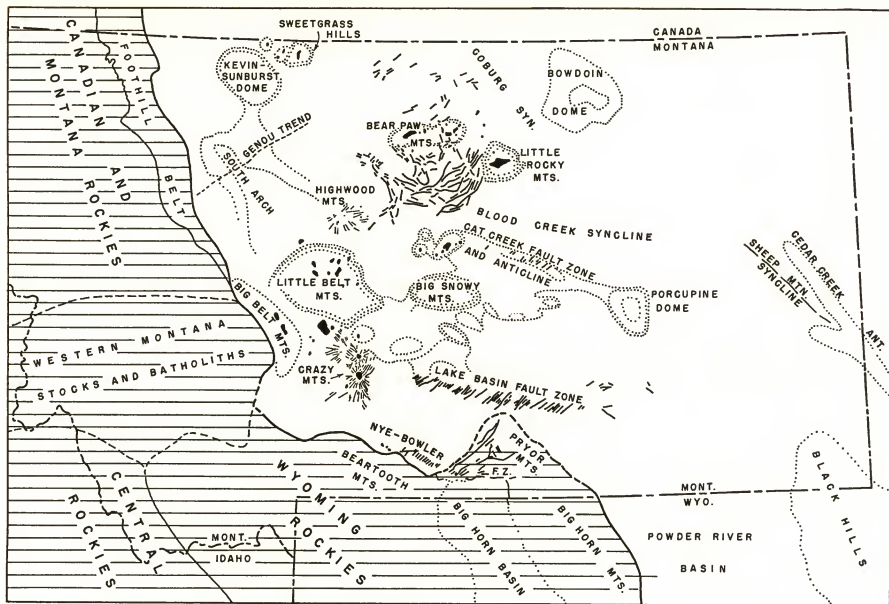 SWEETGRASS
HILLS
CANADA
MONTANA
KEVIN-
SUNBURST
DOME
COBURG SYN.
BOWDOIN
DOME
CANADIAN
MONTANA
AND
ROCKIES
FOOTHILL
BELT
GENOU TREND
SOUTH ARCH
BEAR PAW
MTS.
LITTLE
ROCKY
MTS.
HIGHWOOD
MTS.
BLOOD CREEK SYNCLINE
CAT CREEK FAULT ZONE
AND ANTICLINE
CEDAR CREEK
ANT.
SHEEP MTN
SYNCLINE
LITTLE BELT
MTS.
BIG SNOWY
MTS.
PORCUPINE
DOME
BIG BELT MTS.
WESTERN MONTANA
STOCKS AND BATHOLITHS
CRAZY
MTS.
LAKE BASIN FAULT ZONE
NYE-BOWLER
F.Z.
PRYOR
MTS.
BEARTOOTH
MTS.
MONT.
WYO.
BLACK HILLS
CENTRAL
ROCKIES
WYOMING
ROCKIES
MONT.
IDAHO
BIG HORN
BASIN
BIG HORN MTS.
POWDER RIVER
BASIN